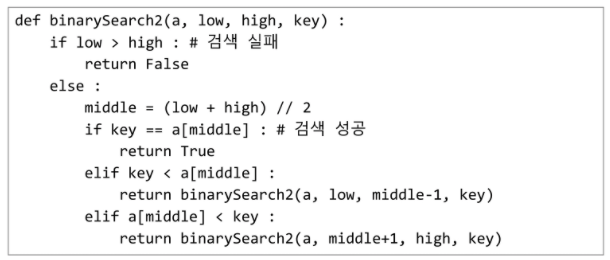 def binarySearch2(a, low, high, key) :
    if low > high : # 검색 실패
        return False
    else :
        middle = (low + high) // 2
        if key == a[middle] : # 검색 성공
            return True
        elif key < a[middle] :
            return binarySearch2(a, low, middle-1, key)
        elif a[middle] < key :
            return binarySearch2(a, middle+1, high, key)